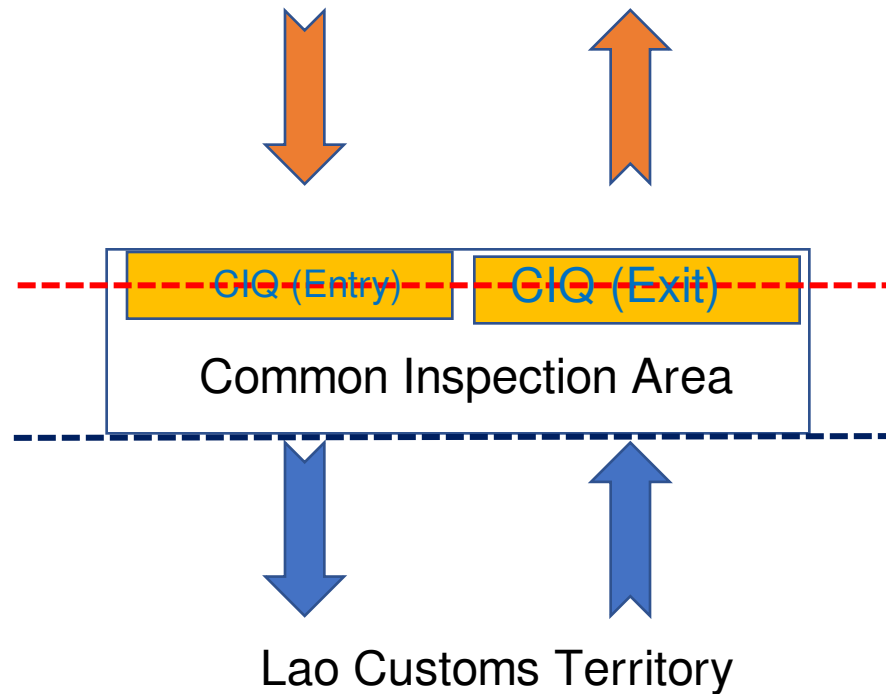 CIQ (Entry)
CIQ (Exit)
Common Inspection Area
Lao Customs Territory